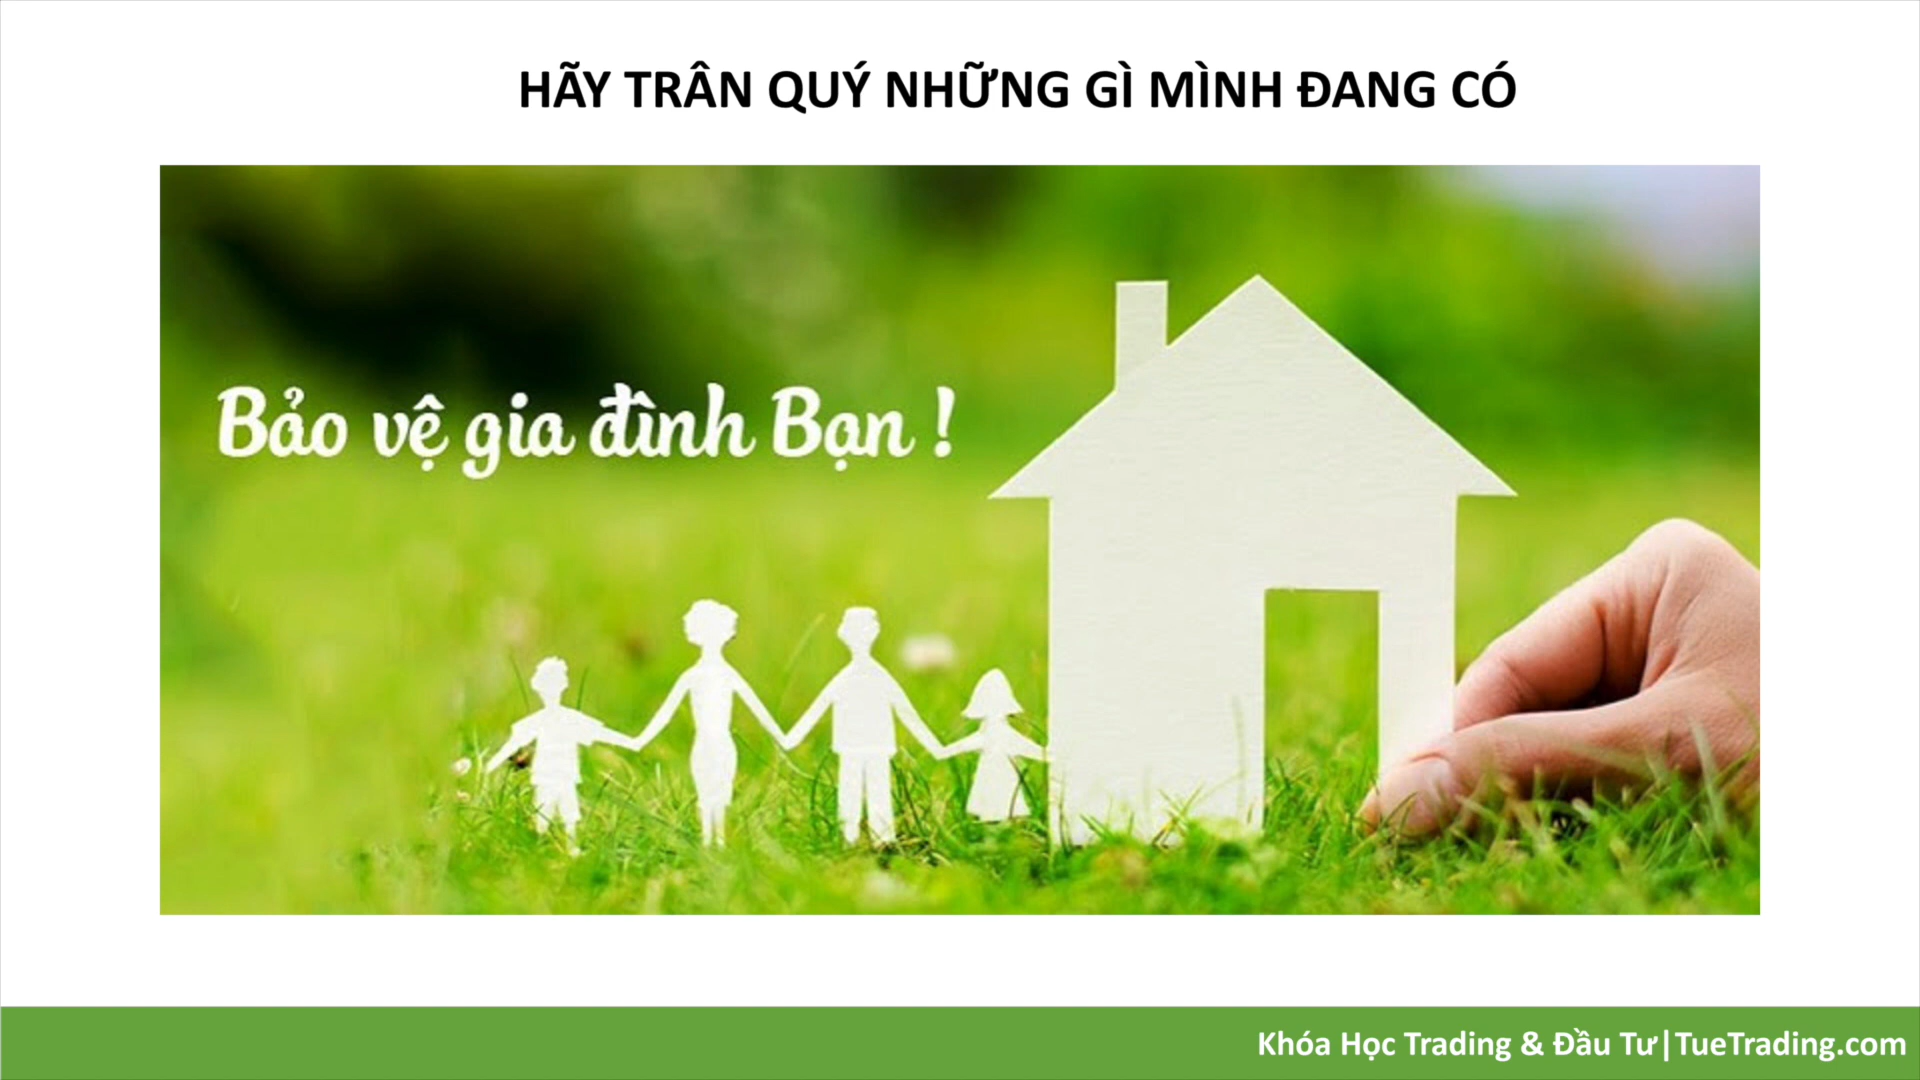 HÃY TRÂN QUÝ NHỮNG GÌ MÌNH ĐANG CÓ
Bảo vệ gia đình Bạn !
Khóa Học Trading & Đầu Tư|TueTrading.com